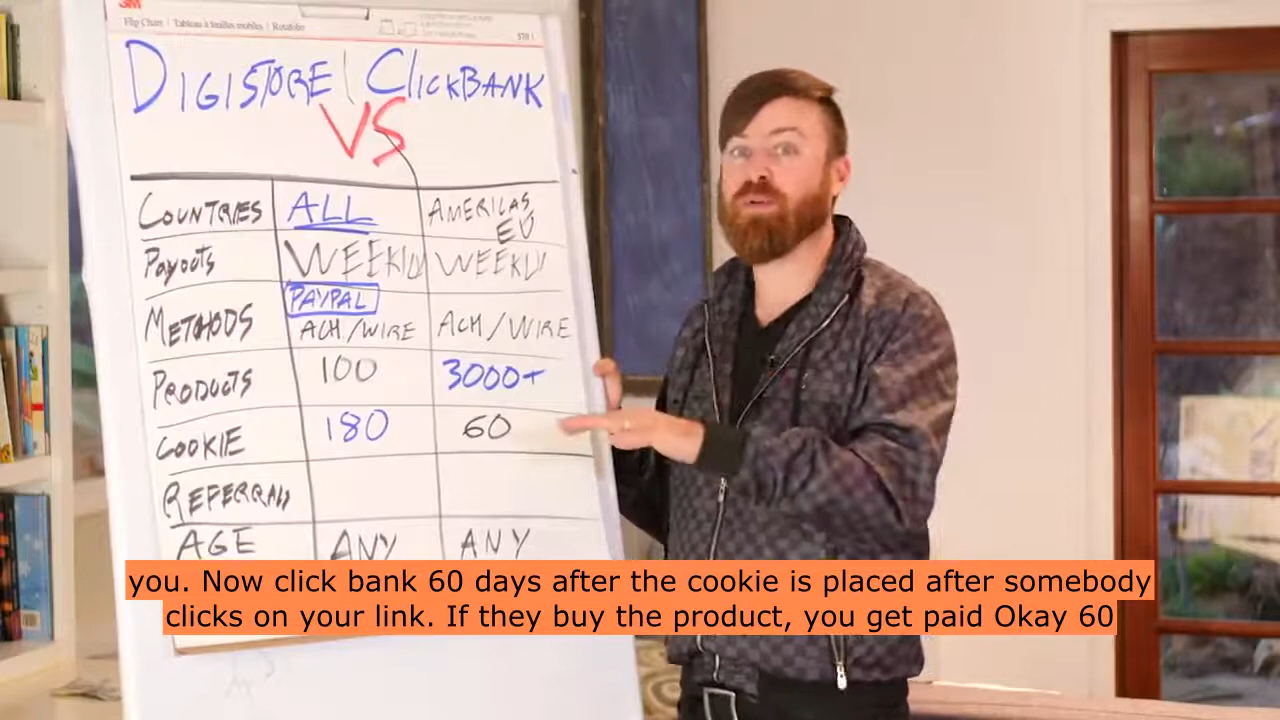 3M
Flip Chart | Tableau à feuilles mobiles | Rotafolio
570
DIGISTORE CLICKBANK
VS
COUNTRIES ALL AMERICAS EU
PAYOUTS WEEKLY WEEKLY
METHODS PAYPAL ACH/WIRE ACH/WIRE
PRODUCTS 100 3000+
COOKIE 180 60
REFERRAL
AGE ANY ANY
you. Now click bank 60 days after the cookie is placed after somebody
clicks on your link. If they buy the product, you get paid Okay 60